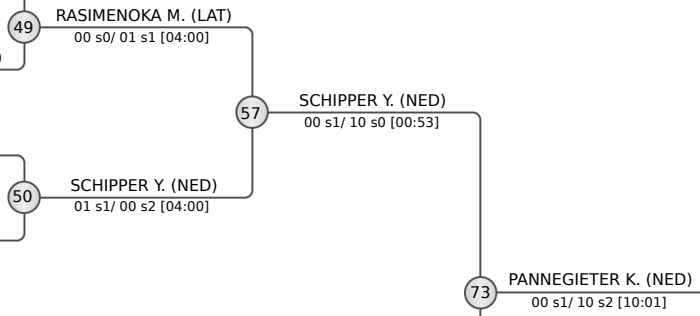 49
RASIMENOKA M. (LAT)
00 s0/ 01 s1 [04:00]
57
SCHIPPER Y. (NED)
00 s1/ 10 s0 [00:53]
50
SCHIPPER Y. (NED)
01 s1/ 00 s2 [04:00]
73
PANNEGIETER K. (NED)
00 s1/ 10 s2 [10:01]